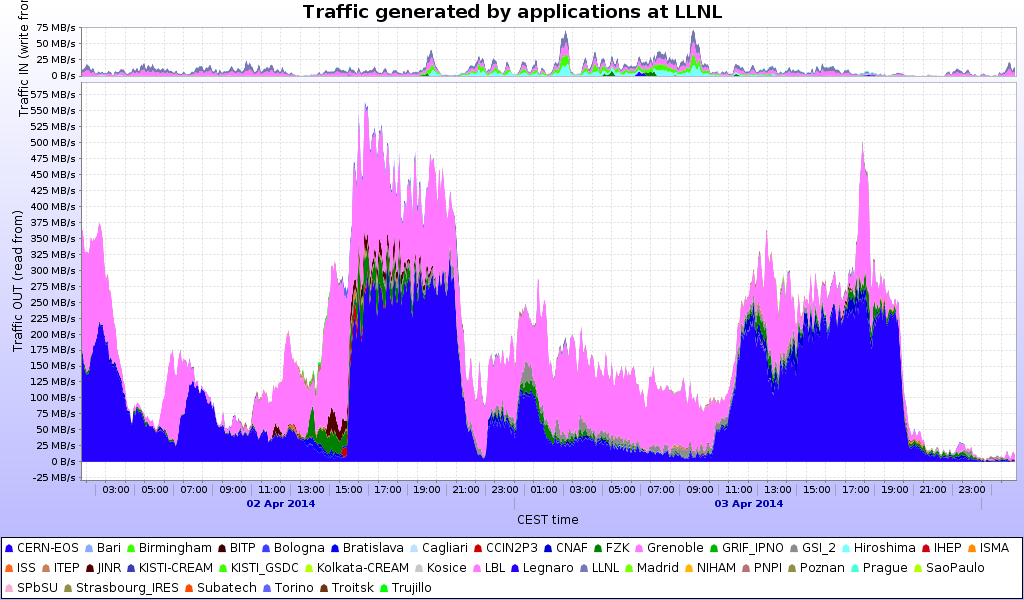 Traffic generated by applications at LLNL
Traffic IN (write from
75 MB/s
50 MB/s
25 MB/s
0 B/s
Traffic OUT (read from)
575 MB/s
550 MB/s
525 MB/s
500 MB/s
475 MB/s
450 MB/s
425 MB/s
400 MB/s
375 MB/s
350 MB/s
325 MB/s
300 MB/s
275 MB/s
250 MB/s
225 MB/s
200 MB/s
175 MB/s
150 MB/s
125 MB/s
100 MB/s
75 MB/s
50 MB/s
25 MB/s
0 B/s
-25 MB/s
03:00 05:00 07:00 09:00 11:00 13:00 15:00 17:00 19:00 21:00 23:00 01:00 03:00 05:00 07:00 09:00 11:00 13:00 15:00 17:00 19:00 21:00 23:00
02 Apr 2014 03 Apr 2014
CEST time
CERN-EOS Bari Birmingham BITP Bologna Bratislava Cagliari CCIN2P3 CNAF FZK Grenoble GRIF_IPNO GSI_2 Hiroshima IHEP ISMA
ISS ITEP JINR KISTI-CREAM KISTI_GSDC Kolkata-CREAM Kosice LBL Legnaro LLNL Madrid NIHAM PNPI Poznan Prague SaoPaulo
SPbSU Strasbourg_IRES Subatech Torino Troitsk Trujillo